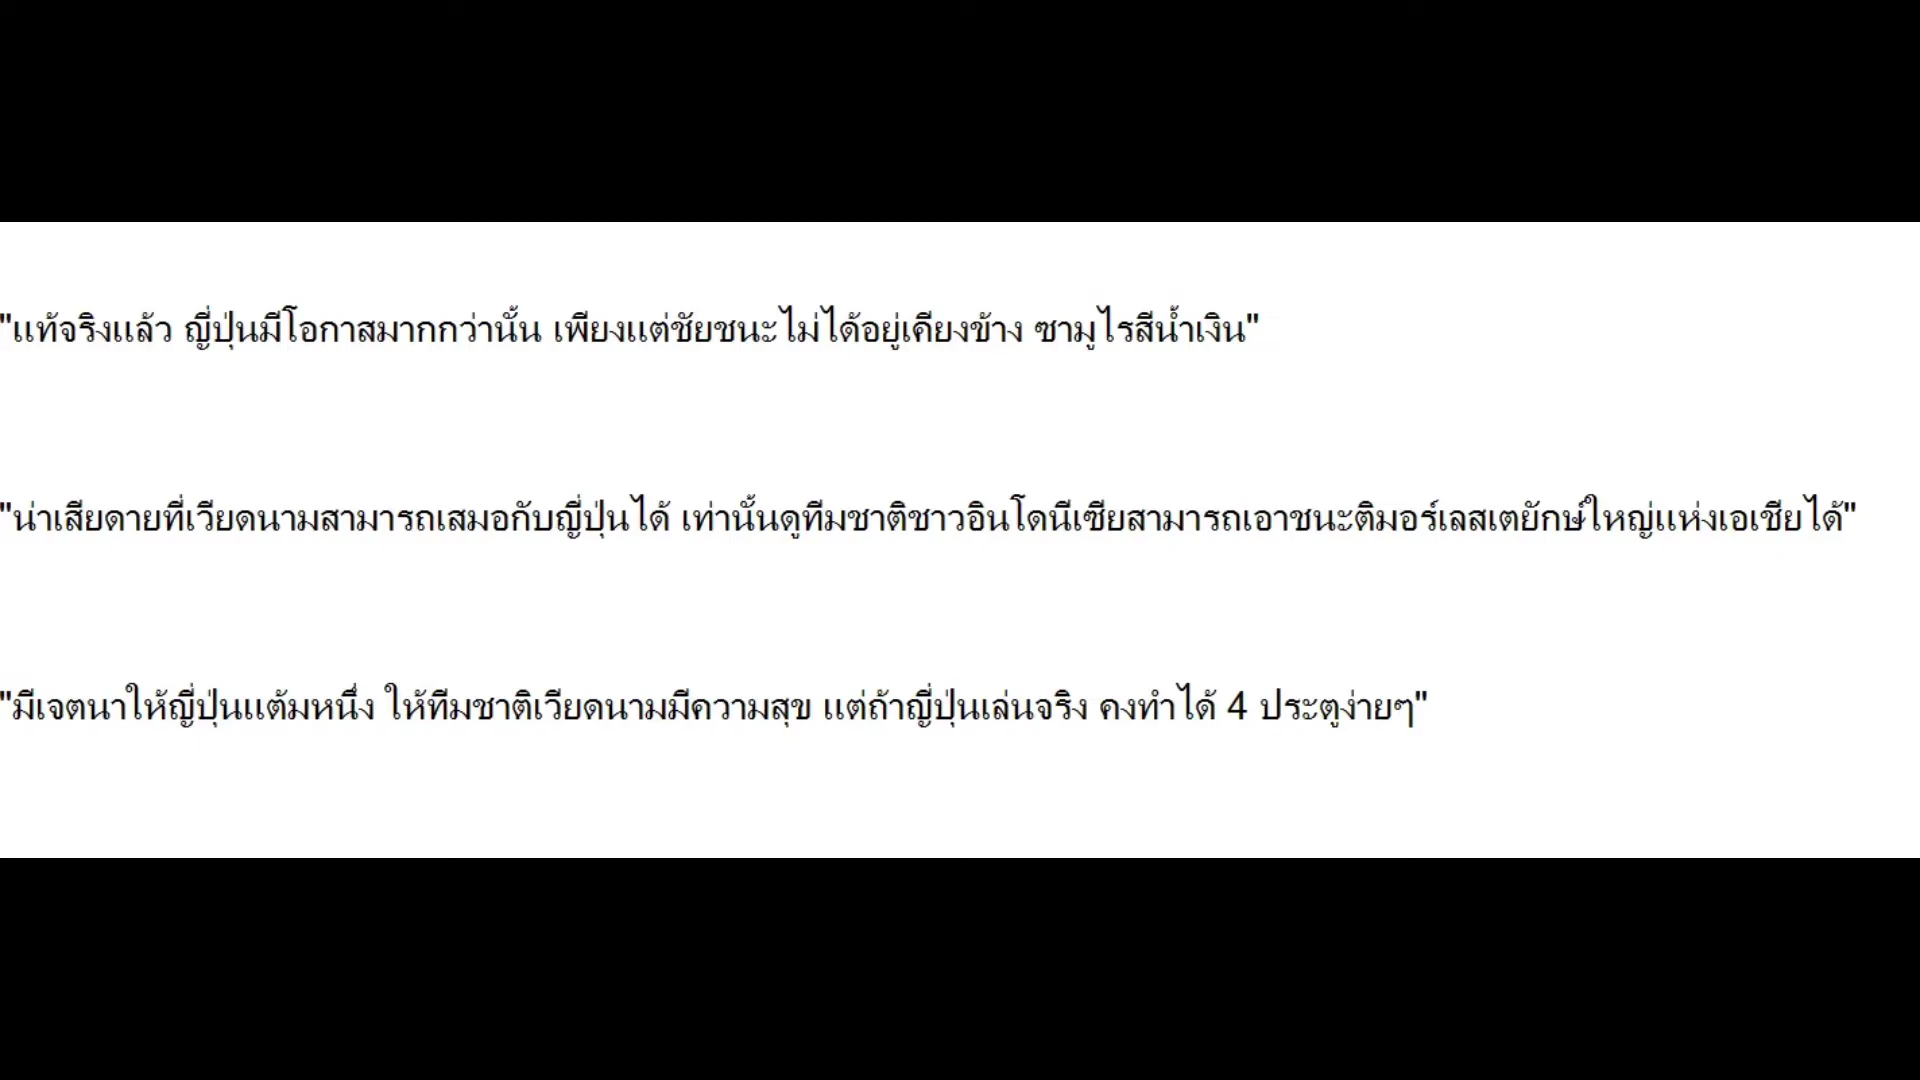 "แท้จริงแล้ว ญี่ปุ่นมีโอกาสมากกว่านั้น เพียงแต่ชัยชนะไม่ได้อยู่เคียงข้าง ซามูไรสีน้ำเงิน"
"น่าเสียดายที่เวียดนามสามารถเสมอกับญี่ปุ่นได้ เท่านั้นดูทีมชาติชาวอินโดนีเซียสามารถเอาชนะติมอร์เลสเตยักษ์ใหญ่แห่งเอเชียได้"
"มีเจตนาให้ญี่ปุ่นแต้มหนึ่ง ให้ทีมชาติเวียดนามมีความสุข แต่ถ้าญี่ปุ่นเล่นจริง คงทำได้ 4 ประตูง่ายๆ"